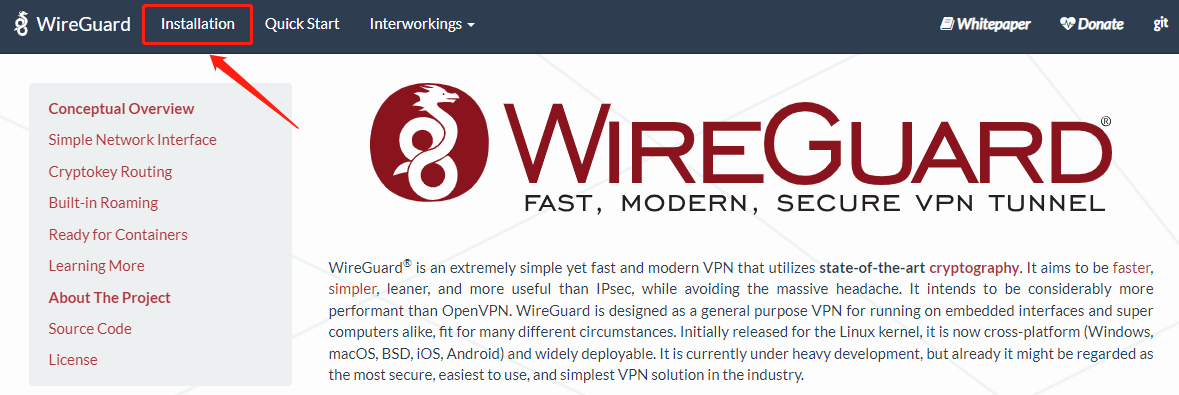 WireGuard Installation Quick Start Interworkings Whitepaper Donate git
Conceptual Overview
Simple Network Interface
Cryptokey Routing
Built-in Roaming
Ready for Containers
Learning More
About The Project
Source Code
License
WIREGUARD®
FAST, MODERN, SECURE VPN TUNNEL
WireGuard® is an extremely simple yet fast and modern VPN that utilizes state-of-the-art cryptography. It aims to be faster,
simpler, leaner, and more useful than IPsec, while avoiding the massive headache. It intends to be considerably more
performant than OpenVPN. WireGuard is designed as a general purpose VPN for running on embedded interfaces and super
computers alike, fit for many different circumstances. Initially released for the Linux kernel, it is now cross-platform (Windows,
macOS, BSD, iOS, Android) and widely deployable. It is currently under heavy development, but already it might be regarded as
the most secure, easiest to use, and simplest VPN solution in the industry.